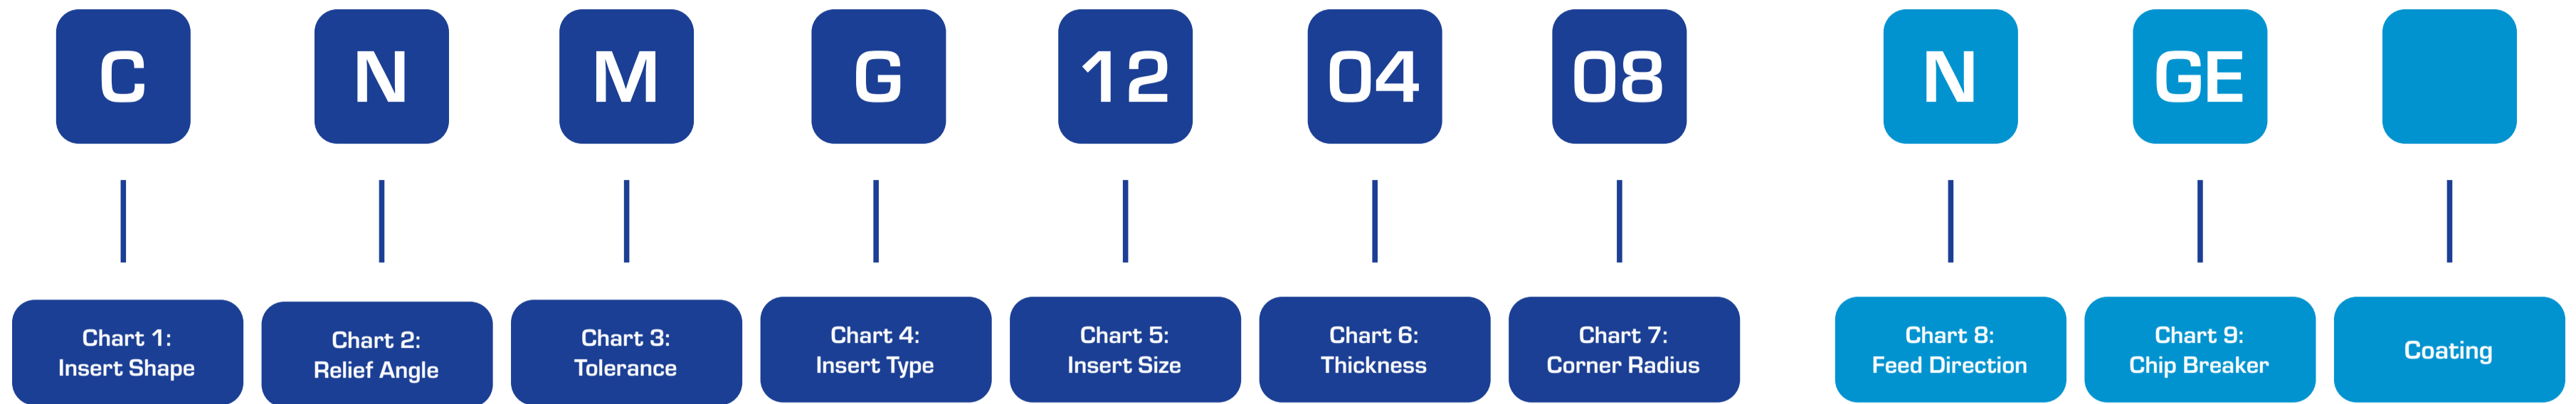 C N M G 12 04 08 N GE
Chart 1:
Insert Shape
Chart 2:
Relief Angle
Chart 3:
Tolerance
Chart 4:
Insert Type
Chart 5:
Insert Size
Chart 6:
Thickness
Chart 7:
Corner Radius
Chart 8:
Feed Direction
Chart 9:
Chip Breaker
Coating